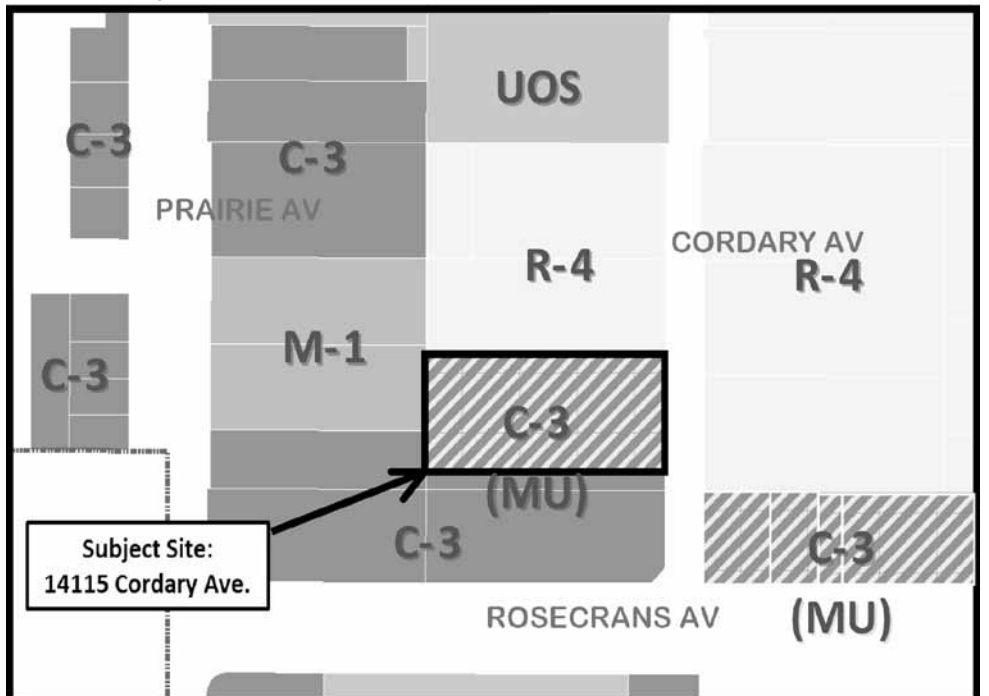 UOS
C-3
C-3
PRAIRIE AV
CORDARY AV
R-4
R-4
M-1
C-3
C-3
(MU)
C-3
C-3
(MU)
Subject Site:
14115 Cordary Ave.
ROSECRANS AV